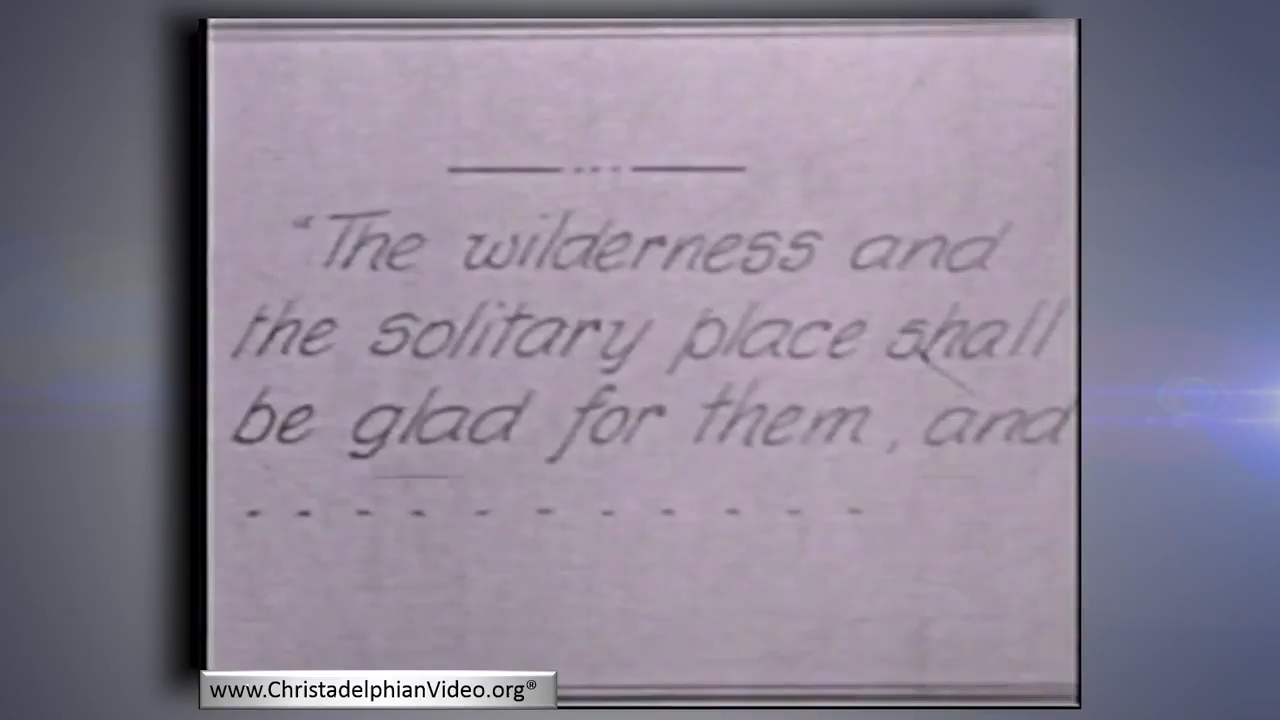 “The wilderness and
the solitary place shall
be glad for them, and
- - - - - - - - - - -
www.ChristadelphianVideo.org®